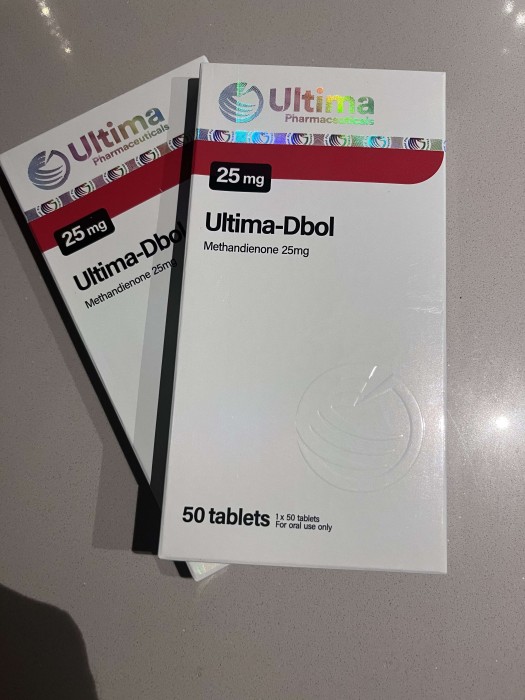 Ultima
Pharmaceuticals
25 mg
Ultima-Dbol
Methandienone 25mg
Ultima
Pharmaceuticals
25 mg
Ultima-Dbol
Methandienone 25mg
50 tablets
1 x 50 tablets
For oral use only